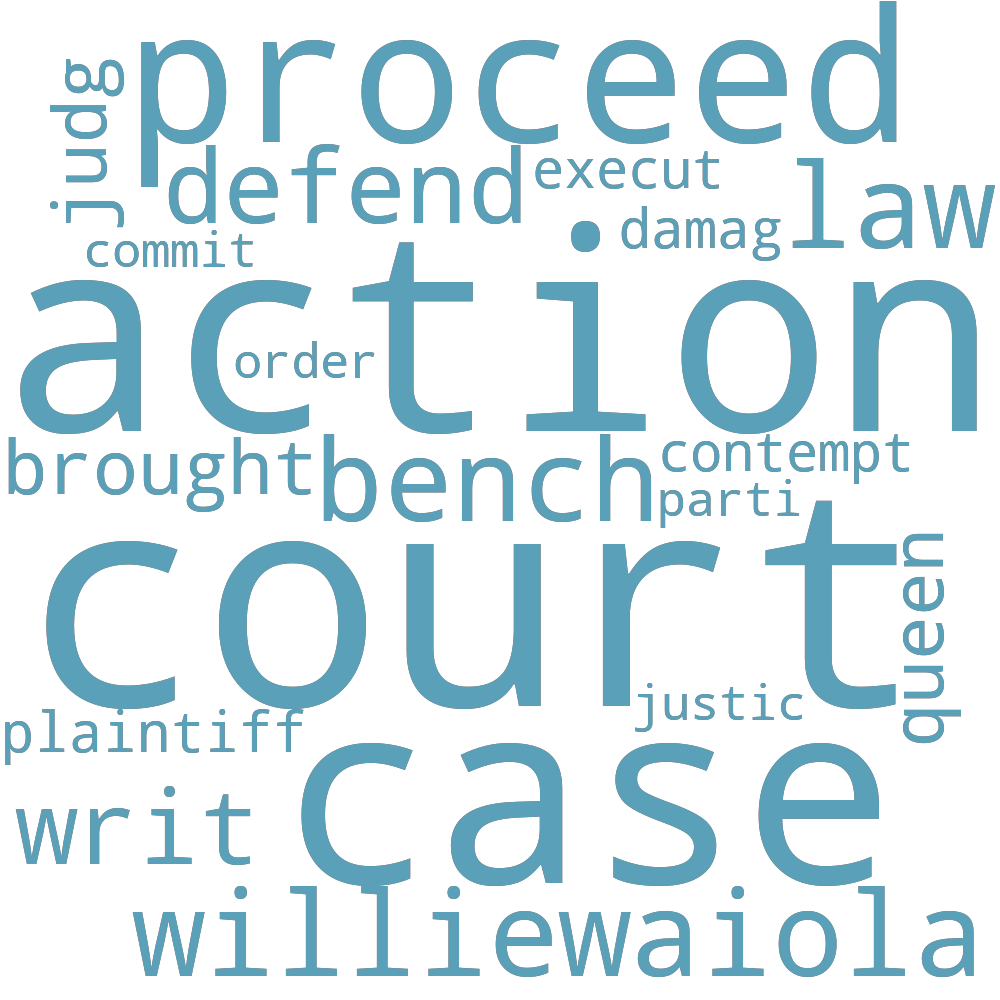 proceed
judg
defend
execut
law
damag
commit
action
order
brought
bench
contempt
parti
court
queen
justic
plaintiff
case
writ
williewaiola